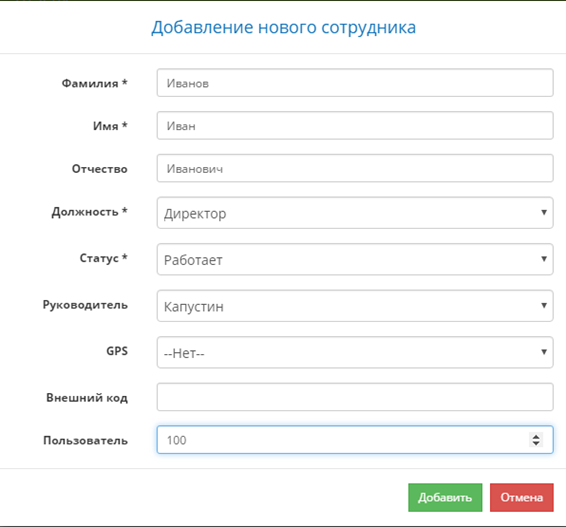 Добавление нового сотрудника
Фамилия * Иванов
Имя * Иван
Отчество Иванович
Должность * Директор
Статус * Работает
Руководитель Капустин
GPS --Нет--
Внешний код
Пользователь 100
Добавить Отмена